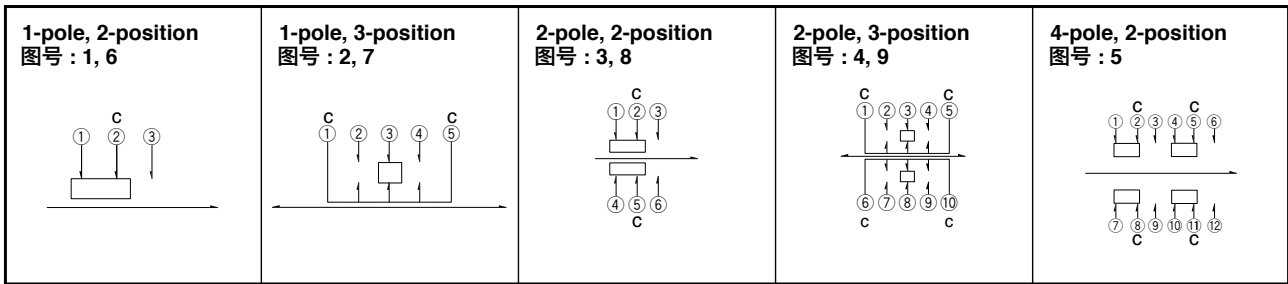 1-pole, 2-position
图号 : 1, 6
C
① ② ③
1-pole, 3-position
图号 : 2, 7
C C
① ② ③ ④ ⑤
2-pole, 2-position
图号 : 3, 8
C
① ② ③
④ ⑤ ⑥
C
2-pole, 3-position
图号 : 4, 9
C C
① ② ③ ④ ⑤
⑥ ⑦ ⑧ ⑨ ⑩
C C
4-pole, 2-position
图号 : 5
C C
① ② ③ ④ ⑤ ⑥
⑦ ⑧ ⑨ ⑩ ⑪ ⑫
C C